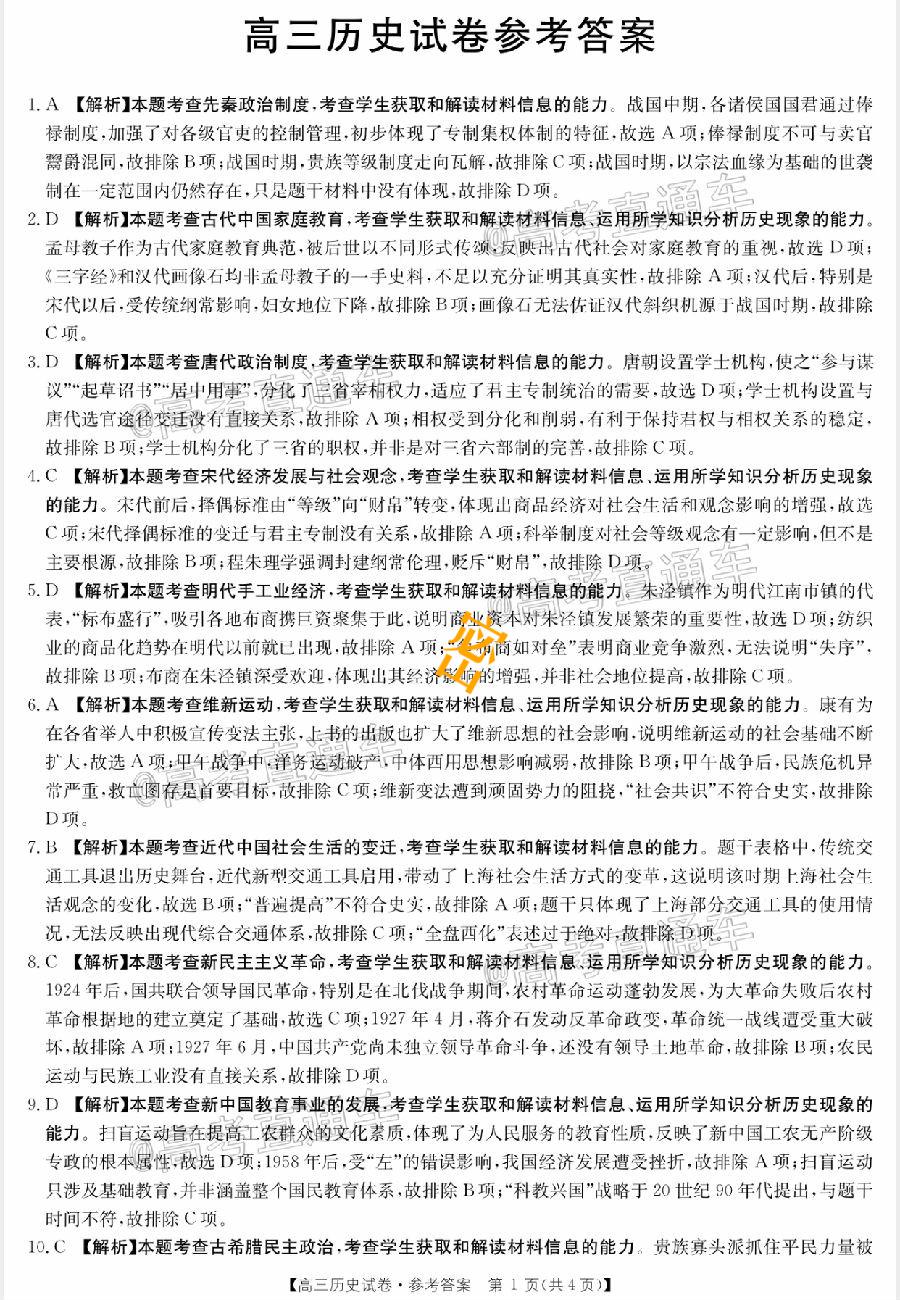 高三历史试卷参考答案
1. A 【解析】本题考查先秦政治制度,考查学生获取和解读材料信息的能力。战国中期,各诸侯国国君通过俸
禄制度,加强了对各级官吏的控制管理,初步体现了专制集权体制的特征,故选 A 项;俸禄制度不可与卖官
鬻爵混同,故排除 B 项;战国时期,贵族等级制度走向瓦解,故排除 C 项;战国时期,以宗法血缘为基础的世袭
制在一定范围内仍然存在,只是题干材料中没有体现,故排除 D 项。
2. D 【解析】本题考查古代中国家庭教育,考查学生获取和解读材料信息、运用所学知识分析历史现象的能力。
孟母教子作为古代家庭教育典范,被后世以不同形式传颂,反映出古代社会对家庭教育的重视,故选 D 项;
《三字经》和汉代画像石均非孟母教子的一手史料,不足以充分证明其真实性,故排除 A 项;汉代后,特别是
宋代以后,受传统纲常影响,妇女地位下降,故排除 B 项;画像石无法佐证汉代斜织机源于战国时期,故排除
C 项。
3. D 【解析】本题考查唐代政治制度,考查学生获取和解读材料信息的能力。唐朝设置学士机构,使之“参与谋
议”“起草诏书”“居中用事”,分化了三省宰相权力,适应了君主专制统治的需要,故选 D 项;学士机构设置与
唐代选官途径变迁没有直接关系,故排除 A 项;相权受到分化和削弱,有利于保持君权与相权关系的稳定,
故排除 B 项;学士机构分化了三省的职权,并非是对三省六部制的完善,故排除 C 项。
4. C 【解析】本题考查宋代经济发展与社会观念,考查学生获取和解读材料信息、运用所学知识分析历史现象
的能力。宋代前后,择偶标准由“等级”向“财帛”转变,体现出商品经济对社会生活和观念影响的增强,故选
C 项;宋代择偶标准的变迁与君主专制没有关系,故排除 A 项;科举制度对社会等级观念有一定影响,但不是
主要根源,故排除 B 项;程朱理学强调封建纲常伦理,贬斥“财帛”,故排除 D 项。
5. D 【解析】本题考查明代手工业经济,考查学生获取和解读材料信息的能力。朱泾镇作为明代江南市镇的代
表,“标布盛行”,吸引各地布商携巨资聚集于此,说明商业资本对朱泾镇发展繁荣的重要性,故选 D 项;纺织
业的商品化趋势在明代以前就已出现,故排除 A 项;“布商如对垒”表明商业竞争激烈,无法说明“失序”,
故排除 B 项;布商在朱泾镇深受欢迎,体现出其经济影响的增强,并非社会地位提高,故排除 C 项。
6. A 【解析】本题考查维新运动,考查学生获取和解读材料信息、运用所学知识分析历史现象的能力。康有为
在各省举人中积极宣传变法主张,上书的出版也扩大了维新思想的社会影响,说明维新运动的社会基础不断
扩大,故选 A 项;甲午战争中,洋务运动破产,中体西用思想影响减弱,故排除 B 项;甲午战争后,民族危机异
常严重,救亡图存是首要目标,故排除 C 项;维新变法遭到顽固势力的阻挠,“社会共识”不符合史实,故排除
D 项。
7. B 【解析】本题考查近代中国社会生活的变迁,考查学生获取和解读材料信息的能力。题干表格中,传统交
通工具退出历史舞台,近代新型交通工具启用,带动了上海社会生活方式的变革,这说明该时期上海社会生
活观念的变化,故选 B 项;“普遍提高”不符合史实,故排除 A 项;题干只体现了上海部分交通工具的使用情
况,无法反映出现代综合交通体系,故排除 C 项;“全盘西化”表述过于绝对,故排除 D 项。
8. C 【解析】本题考查新民主主义革命,考查学生获取和解读材料信息、运用所学知识分析历史现象的能力。
1924 年后,国共联合领导国民革命,特别是在北伐战争期间,农村革命运动蓬勃发展,为大革命失败后农村
革命根据地的建立奠定了基础,故选 C 项;1927 年 4 月,蒋介石发动反革命政变,革命统一战线遭受重大破
坏,故排除 A 项;1927 年 6 月,中国共产党尚未独立领导革命斗争,还没有领导土地革命,故排除 B 项;农民
运动与民族工业没有直接关系,故排除 D 项。
9. D 【解析】本题考查新中国教育事业的发展,考查学生获取和解读材料信息、运用所学知识分析历史现象的
能力。扫盲运动旨在提高工农群众的文化素质,体现了为人民服务的教育性质,反映了新中国工农无产阶级
专政的根本属性,故选 D 项;1958 年后,受“左”的错误影响,我国经济发展遭受挫折,故排除 A 项;扫盲运动
只涉及基础教育,并非涵盖整个国民教育体系,故排除 B 项;“科教兴国”战略于 20 世纪 90 年代提出,与题干
时间不符,故排除 C 项。
10. C 【解析】本题考查古希腊民主政治,考查学生获取和解读材料信息的能力。贵族寡头派抓住平民力量被
【高三历史试卷·参考答案 第 1 页(共 4 页)】
密
@高考直通车
@高考直通车
@高考直通车
@高考直通车
@高考直通车
@高考直通车